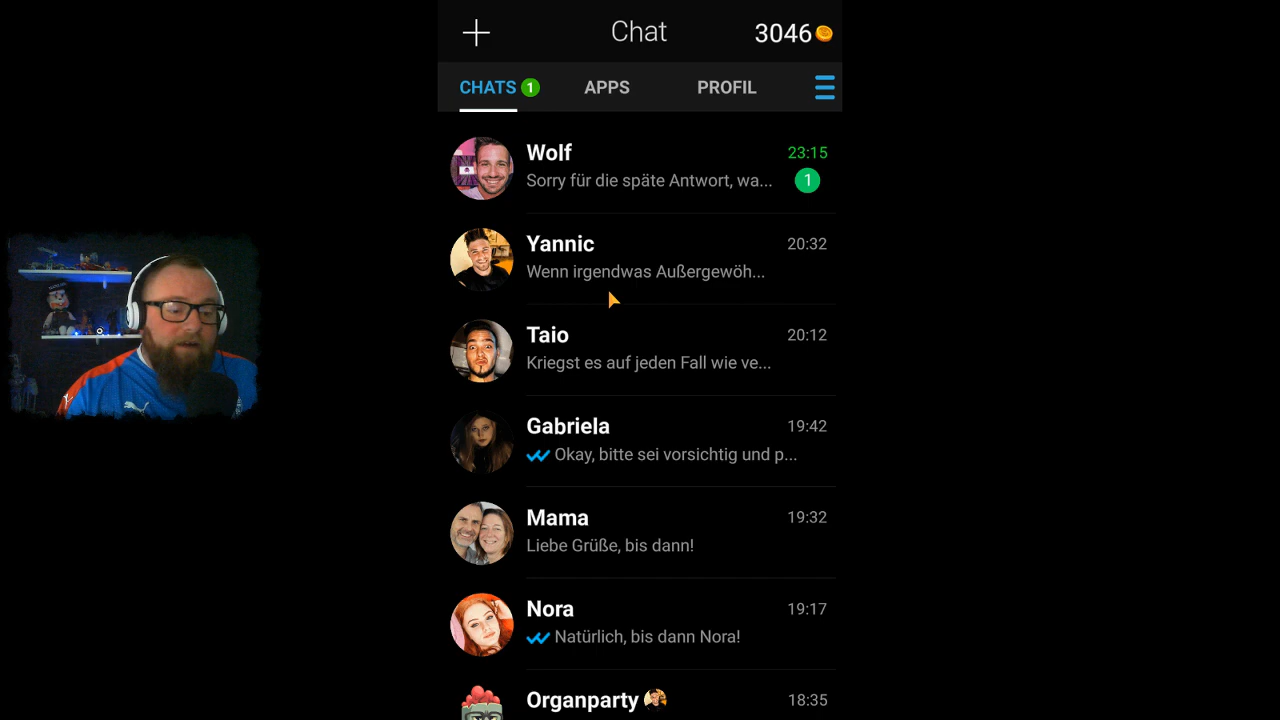 Chat
3046
CHATS 1
APPS
PROFIL
Wolf
23:15
Sorry für die späte Antwort, wa...
1
Yannic
20:32
Wenn irgendwas Außergewöh...
Taio
20:12
Kriegst es auf jeden Fall wie ve...
Gabriela
19:42
Okay, bitte sei vorsichtig und p...
Mama
19:32
Liebe Grüße, bis dann!
Nora
19:17
Natürlich, bis dann Nora!
Organparty
18:35